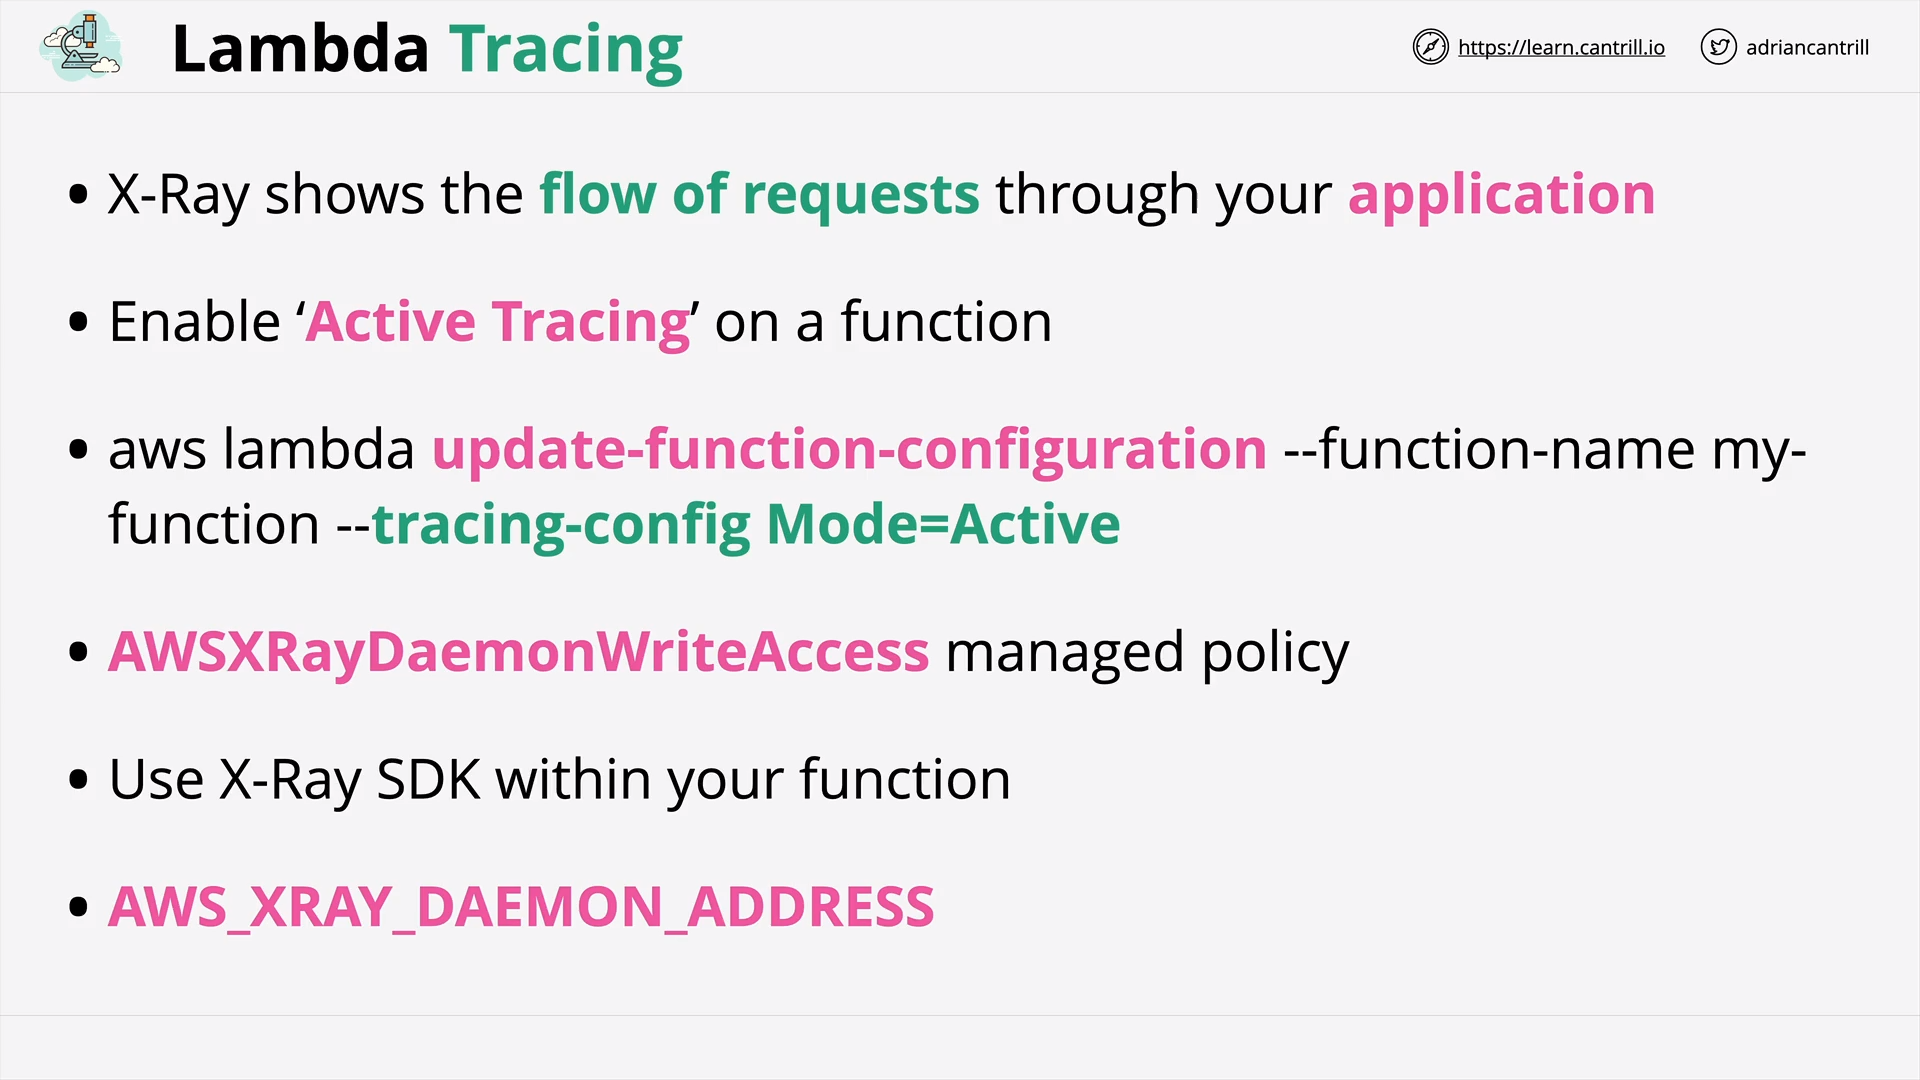 Lambda Tracing
https://learn.cantrill.io
adriancantrill
• X-Ray shows the flow of requests through your application
• Enable ‘Active Tracing’ on a function
• aws lambda update-function-configuration --function-name my-
function --tracing-config Mode=Active
• AWSXRayDaemonWriteAccess managed policy
• Use X-Ray SDK within your function
• AWS_XRAY_DAEMON_ADDRESS